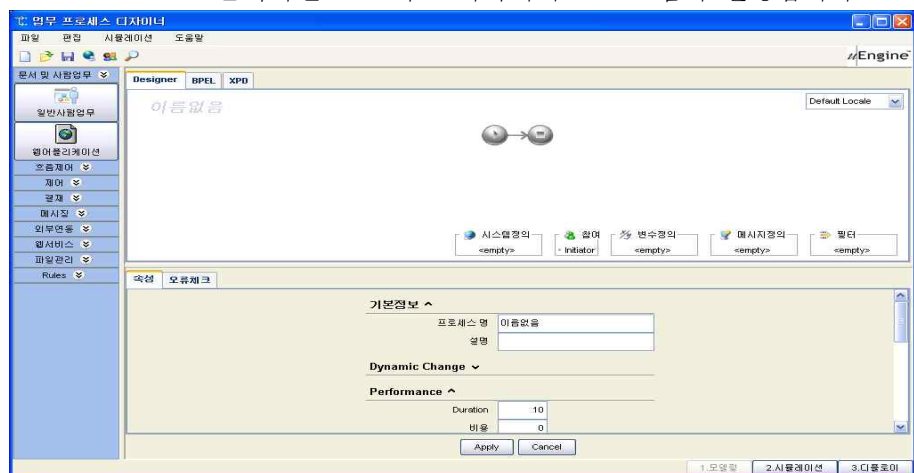 업무 프로세스 디자이너
파일 편집 시뮬레이션 도움말
uEngine
문서 및 사람업무
일반사람업무
웹어플리케이션
흐름제어
제어
결재
메시징
외부연동
웹서비스
파일관리
Rules
Designer BPEL XPD
이름없음
Default Locale
시스템정의
<empty>
참여
- Initiator
변수정의
<empty>
메시지정의
<empty>
필터
<empty>
속성 오류체크
기본정보
프로세스 명 이름없음
설명
Dynamic Change
Performance
Duration 10
비용 0
Apply Cancel
1.모델링 2.시뮬레이션 3.디플로이